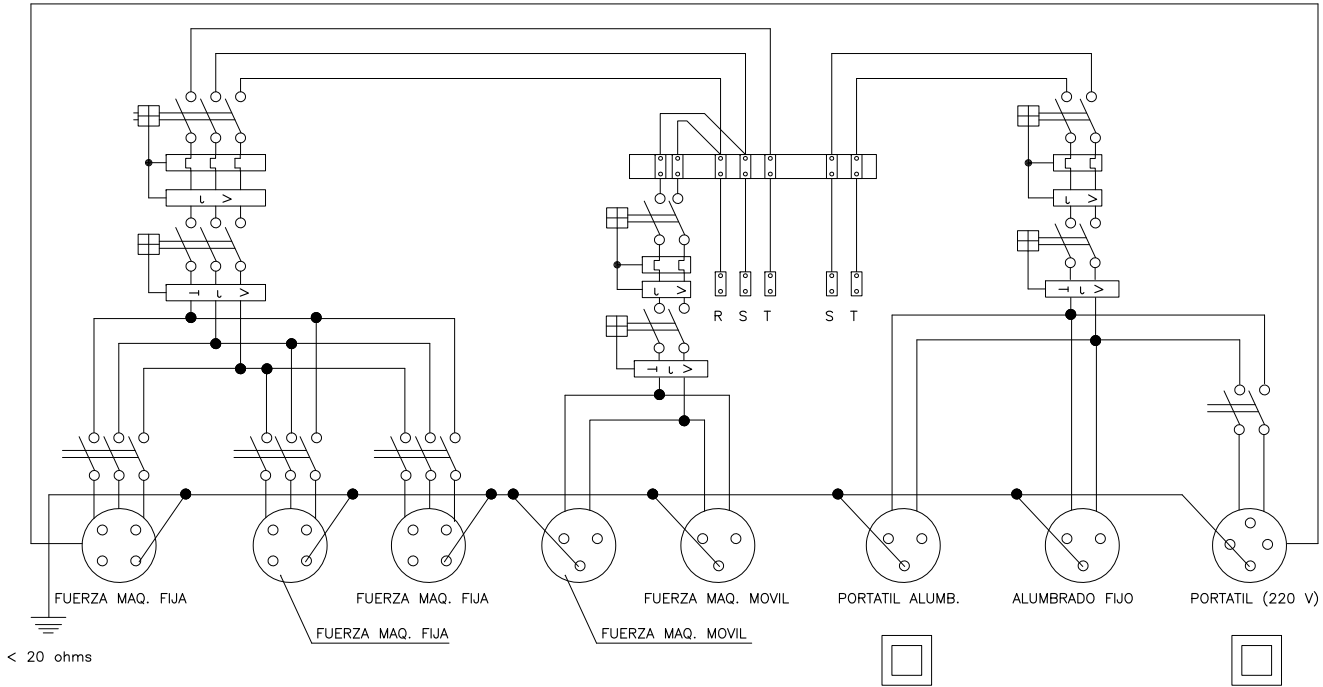 R S T S T
FUERZA MAQ. FIJA
FUERZA MAQ. FIJA
FUERZA MAQ. MOVIL
PORTATIL ALUMB.
ALUMBRADO FIJO
PORTATIL (220 V)
FUERZA MAQ. FIJA
FUERZA MAQ. MOVIL
< 20 ohms